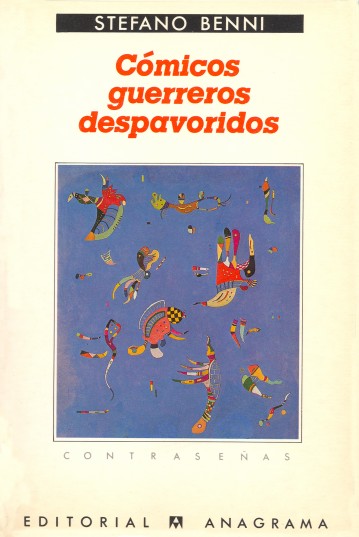 STEFANO BENNI
Cómicos
guerreros
despavoridos
CONTRASEÑAS
EDITORIAL ANAGRAMA